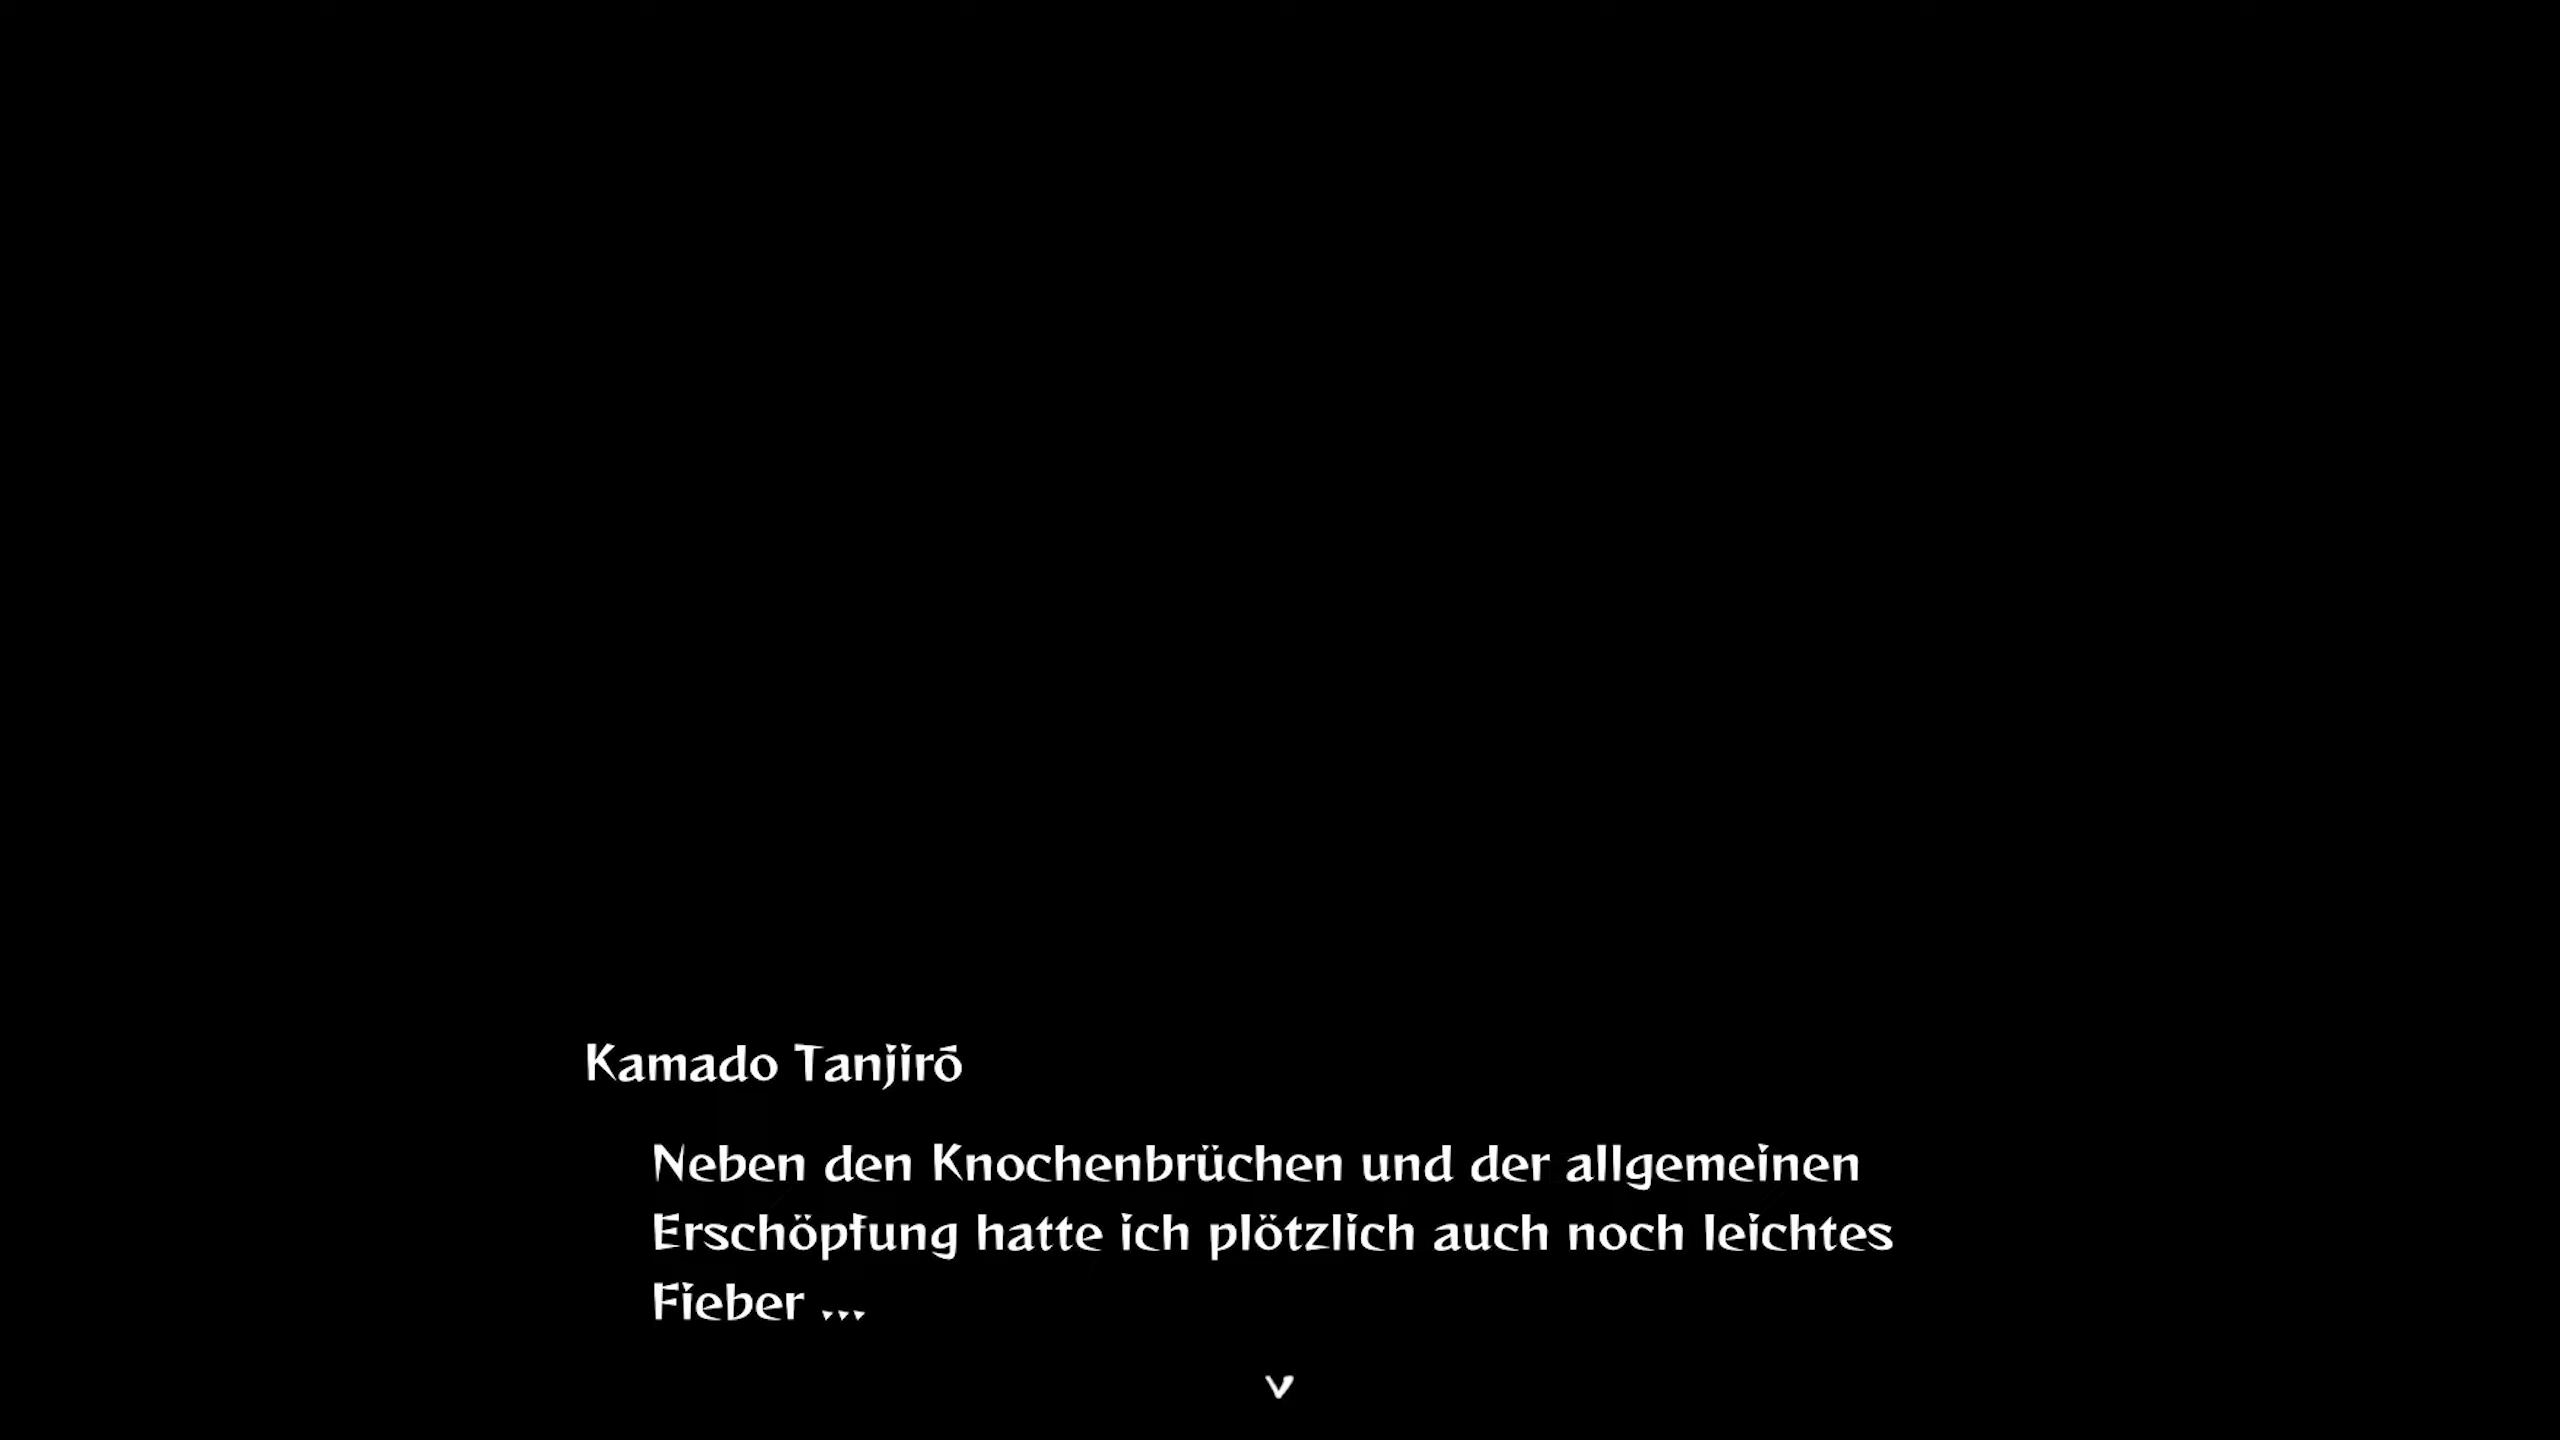 Kamado Tanjirō
Neben den Knochenbrüchen und der allgemeinen
Erschöpfung hatte ich plötzlich auch noch leichtes
Fieber ...